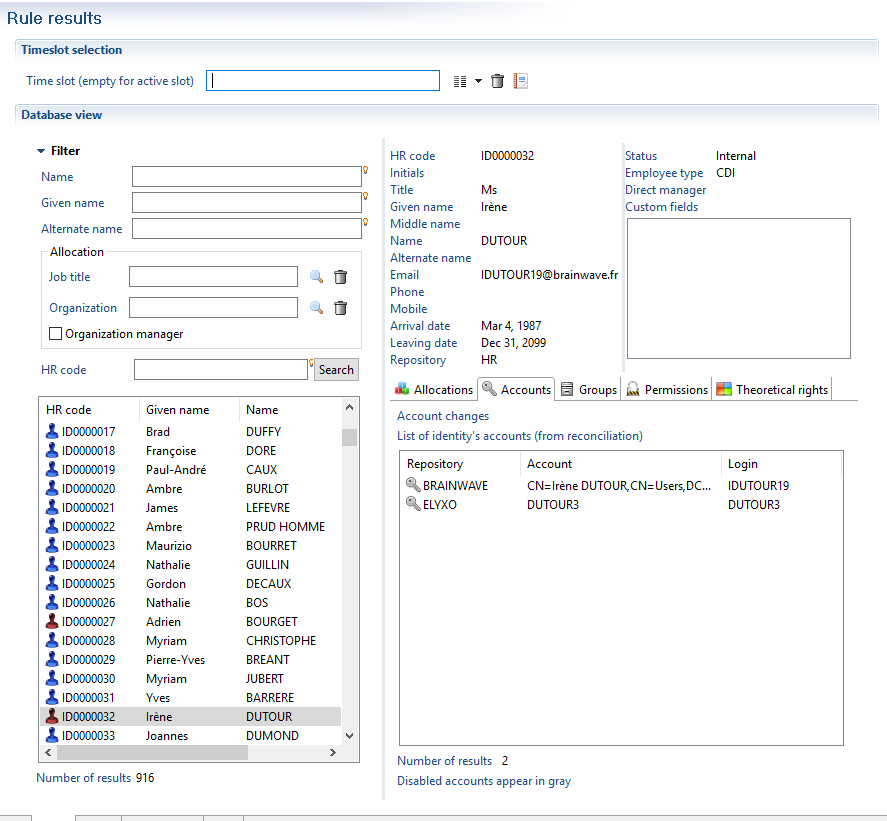 Rule results
Timeslot selection
Time slot (empty for active slot)
Database view
Filter
Name
Given name
Alternate name
Allocation
Job title
Organization
Organization manager
HR code Search
HR code Given name Name
ID0000017 Brad DUFFY
ID0000018 Françoise DORE
ID0000019 Paul-André CAUX
ID0000020 Ambre BURLOT
ID0000021 James LEFEVRE
ID0000022 Ambre PRUD HOMME
ID0000023 Maurizio BOURRET
ID0000024 Nathalie GUILLIN
ID0000025 Gordon DECAUX
ID0000026 Nathalie BOS
ID0000027 Adrien BOURGET
ID0000028 Myriam CHRISTOPHE
ID0000029 Pierre-Yves BREANT
ID0000030 Myriam JUBERT
ID0000031 Yves BARRERE
ID0000032 Irène DUTOUR
ID0000033 Joannes DUMOND
Number of results 916
HR code ID0000032
Initials
Title Ms
Given name Irène
Middle name
Name DUTOUR
Alternate name
Email IDUTOUR19@brainwave.fr
Phone
Mobile
Arrival date Mar 4, 1987
Leaving date Dec 31, 2099
Repository HR
Status Internal
Employee type CDI
Direct manager
Custom fields
Allocations Accounts Groups Permissions Theoretical rights
Account changes
List of identity's accounts (from reconciliation)
Repository Account Login
BRAINWAVE CN=Irène DUTOUR,CN=Users,DC... IDUTOUR19
ELYXO DUTOUR3 DUTOUR3
Number of results 2
Disabled accounts appear in gray